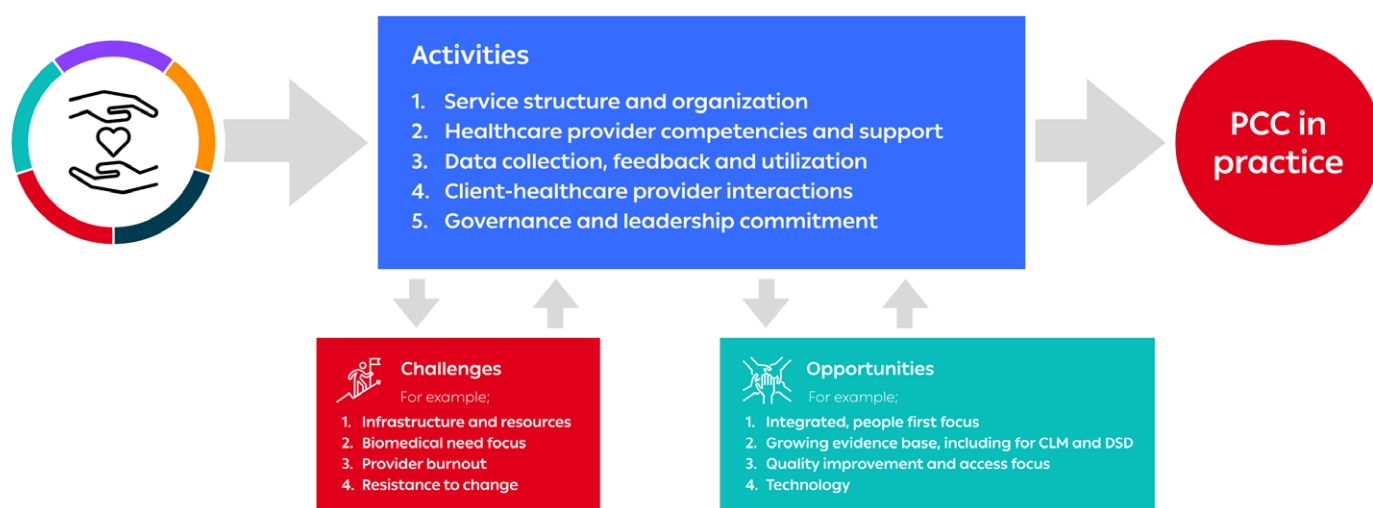 Activities
1. Service structure and organization
2. Healthcare provider competencies and support
3. Data collection, feedback and utilization
4. Client-healthcare provider interactions
5. Governance and leadership commitment
PCC in
practice
Challenges
For example;
1. Infrastructure and resources
2. Biomedical need focus
3. Provider burnout
4. Resistance to change
Opportunities
For example;
1. Integrated, people first focus
2. Growing evidence base, including for CLM and DSD
3. Quality improvement and access focus
4. Technology